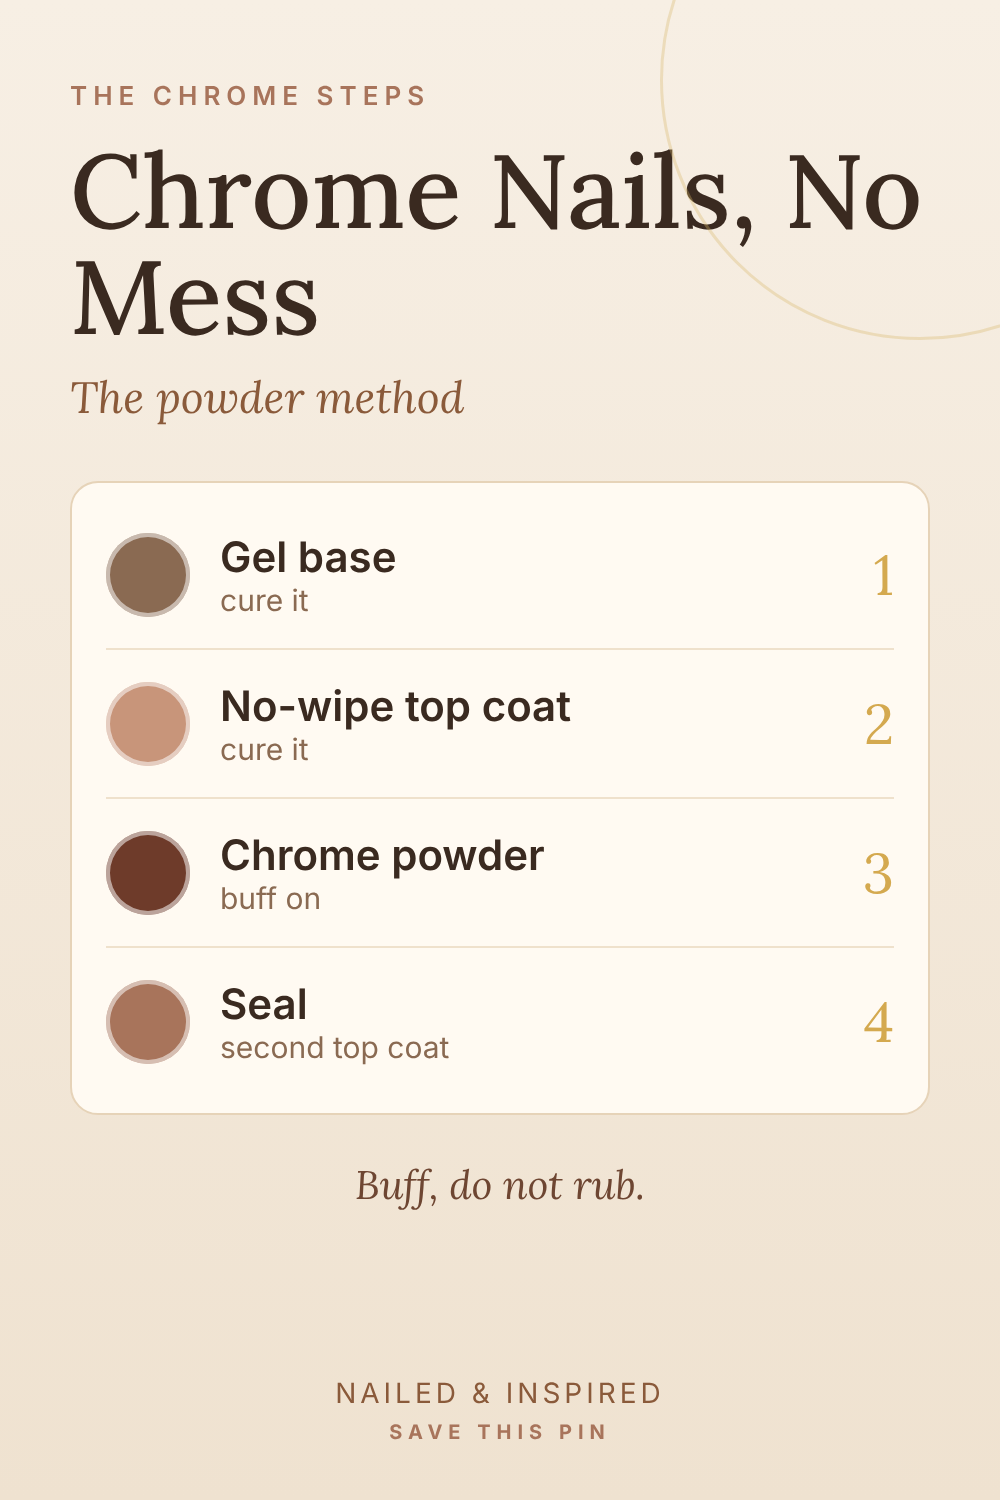 THE CHROME STEPS
Chrome Nails, No
Mess
The powder method
Gel base
cure it
1
No-wipe top coat
cure it
2
Chrome powder
buff on
3
Seal
second top coat
4
Buff, do not rub.
NAILED & INSPIRED
SAVE THIS PIN